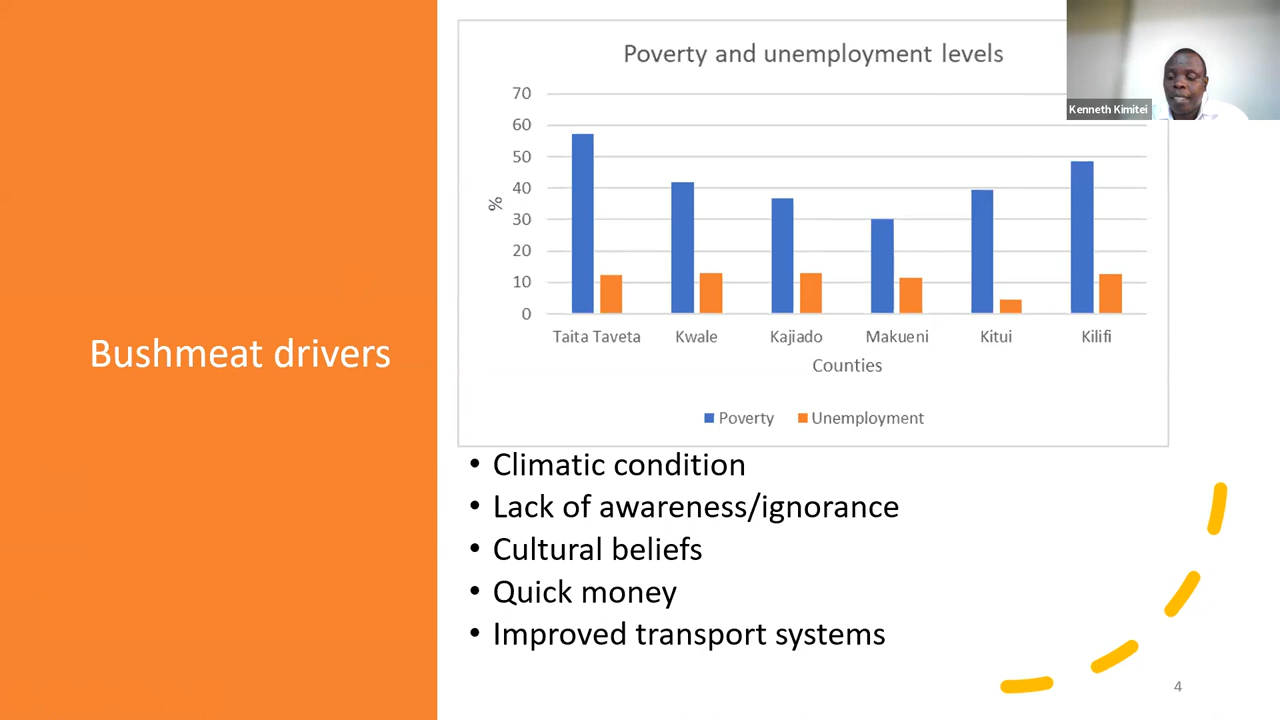 Bushmeat drivers
Poverty and unemployment levels
Kenneth Kimitei
70
60
50
40
30
20
10
0
%
Taita Taveta Kwale Kajiado Makueni Kitui Kilifi
Counties
Poverty Unemployment
• Climatic condition
• Lack of awareness/ignorance
• Cultural beliefs
• Quick money
• Improved transport systems
4